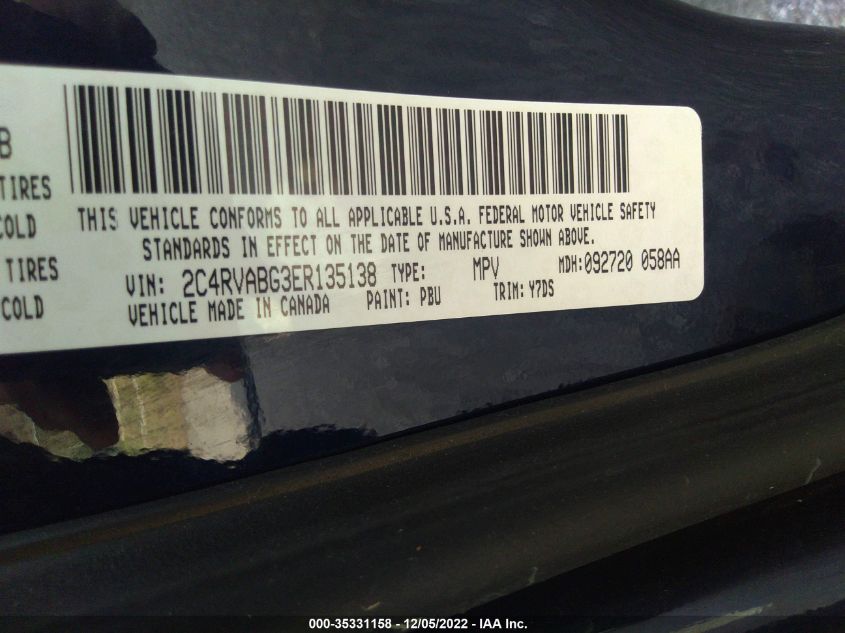 B
TIRES
COLD
TIRES
COLD
THIS VEHICLE CONFORMS TO ALL APPLICABLE U.S.A. FEDERAL MOTOR VEHICLE SAFETY
STANDARDS IN EFFECT ON THE DATE OF MANUFACTURE SHOWN ABOVE.
VIN: 2C4RVABG3ER135138 TYPE: MPV MDH:092720 058AA
VEHICLE MADE IN CANADA PAINT: PBU TRIM: Y7DS
000-35331158 - 12/05/2022 - IAA Inc.